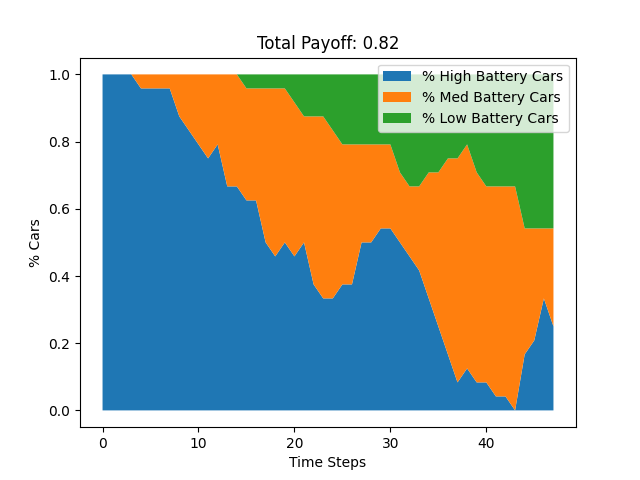 Total Payoff: 0.82
% High Battery Cars
% Med Battery Cars
% Low Battery Cars
1.0
0.8
0.6
0.4
0.2
0.0
% Cars
0
10
20
30
40
Time Steps